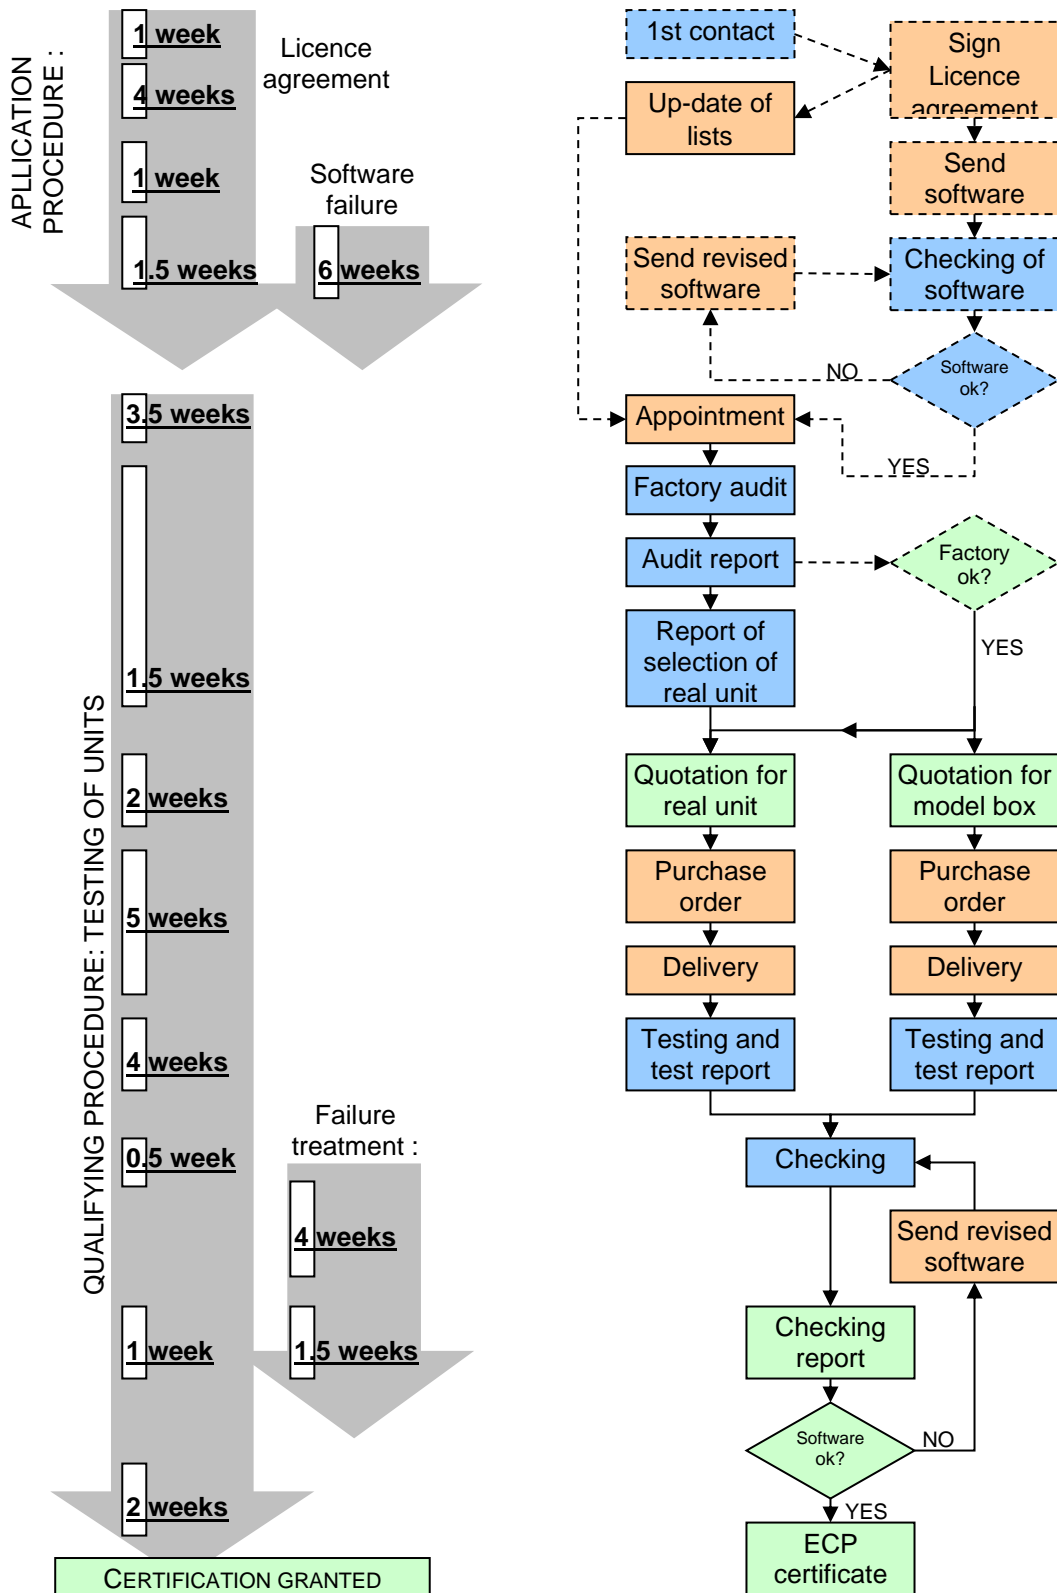 APLLICATION
PROCEDURE :
1 week
4 weeks
1 week
1.5 weeks
Licence
agreement
Software
failure
6 weeks
QUALIFYING PROCEDURE: TESTING OF UNITS
3.5 weeks
1.5 weeks
2 weeks
5 weeks
4 weeks
0.5 week
1 week
2 weeks
Failure
treatment :
4 weeks
1.5 weeks
CERTIFICATION GRANTED
1st contact
Sign
Licence
agreement
Up-date of
lists
Send
software
Send revised
software
Checking of
software
Software
ok?
NO
YES
Appointment
Factory audit
Audit report
Factory
ok?
YES
Report of
selection of
real unit
Quotation for
real unit
Quotation for
model box
Purchase
order
Purchase
order
Delivery
Delivery
Testing and
test report
Testing and
test report
Checking
Send revised
software
Checking
report
Software
ok?
NO
YES
ECP
certificate